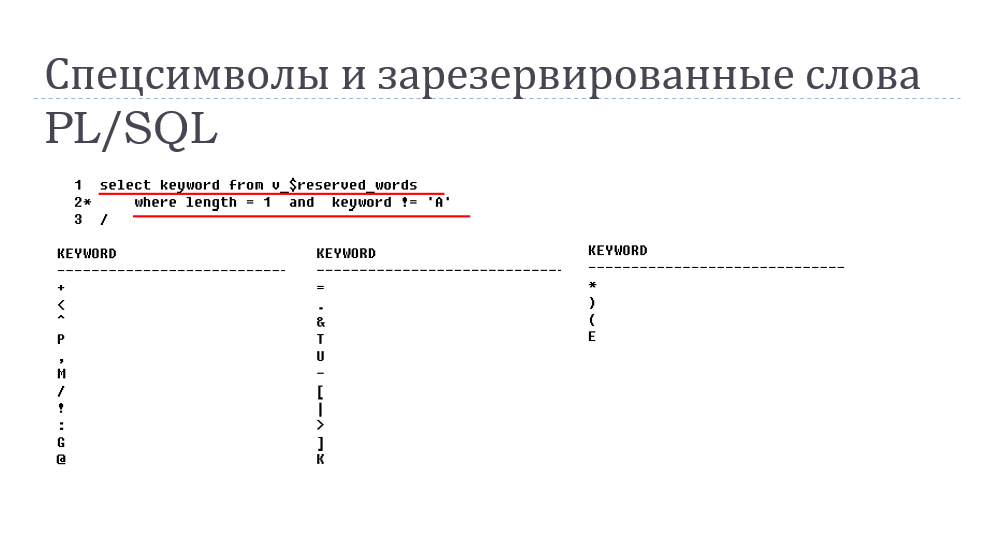 Спецсимволы и зарезервированные слова
PL/SQL
1 select keyword from v_$reserved_words
2* where length = 1 and keyword != 'A'
3 /
KEYWORD
------------------------------
+
<
^
P
,
M
/
!
:
G
@
KEYWORD
------------------------------
=
.
&
T
U
-
[
|
>
]
K
KEYWORD
------------------------------
*
)
(
E